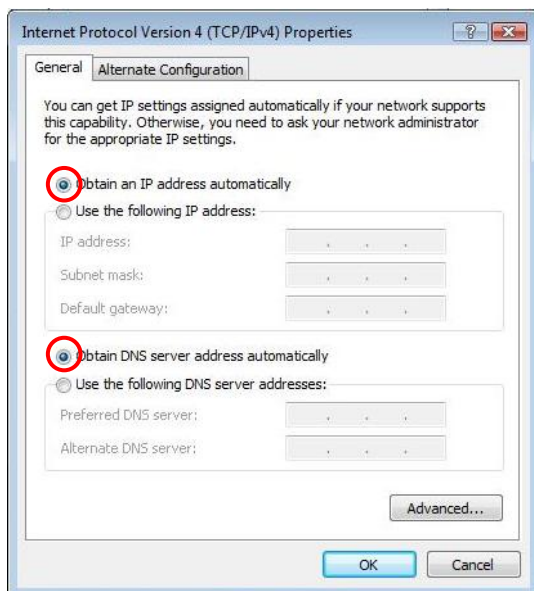 Internet Protocol Version 4 (TCP/IPv4) Properties
General
Alternate Configuration
You can get IP settings assigned automatically if your network supports
this capability. Otherwise, you need to ask your network administrator
for the appropriate IP settings.
Obtain an IP address automatically
Use the following IP address:
IP address:
Subnet mask:
Default gateway:
Obtain DNS server address automatically
Use the following DNS server addresses:
Preferred DNS server:
Alternate DNS server:
Advanced...
OK
Cancel